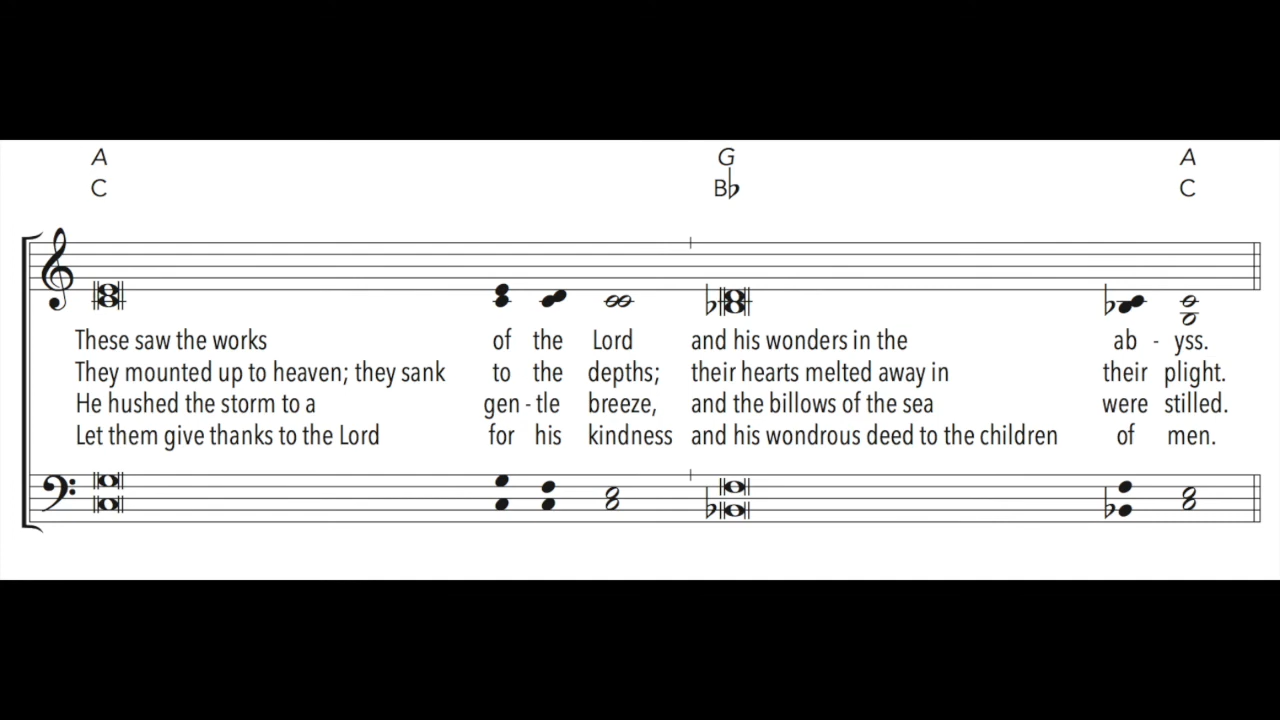 A G A
C B♭ C
These saw the works of the Lord and his wonders in the ab - yss.
They mounted up to heaven; they sank to the depths; their hearts melted away in their plight.
He hushed the storm to a gen - tle breeze, and the billows of the sea were stilled.
Let them give thanks to the Lord for his kindness and his wondrous deed to the children of men.